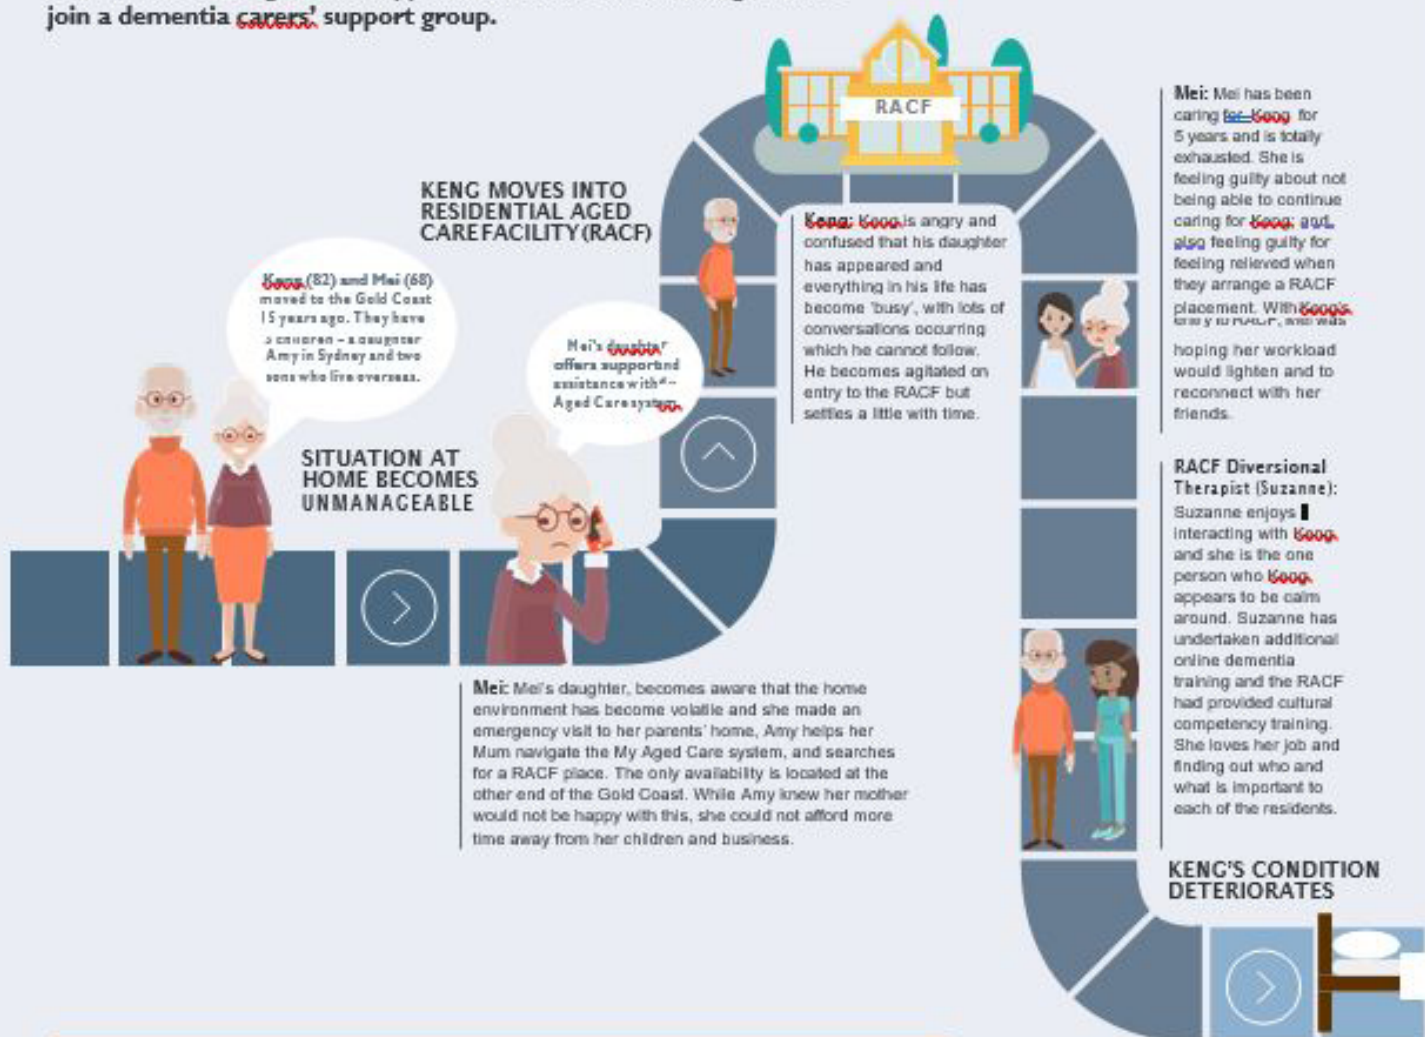 join a dementia carers' support group.
RACF
KENG MOVES INTO
RESIDENTIAL AGED
CARE FACILITY (RACF)
Keng (82) and Mei (68)
moved to the Gold Coast
15 years ago. They have
3 children – a daughter
Amy in Sydney and two
sons who live overseas.
Mei's daughter
offers support nd
assistance with
Aged Care system.
SITUATION AT
HOME BECOMES
UNMANAGEABLE
Mei: Mei's daughter, becomes aware that the home
environment has become volatile and she made an
emergency visit to her parents' home, Amy helps her
Mum navigate the My Aged Care system, and searches
for a RACF place. The only availability is located at the
other end of the Gold Coast. While Amy knew her mother
would not be happy with this, she could not afford more
time away from her children and business.
Keng: Keng is angry and
confused that his daughter
has appeared and
everything in his life has
become 'busy', with lots of
conversations occurring
which he cannot follow.
He becomes agitated on
entry to the RACF but
settles a little with time.
Mei: Mei has been
caring for Keng for
5 years and is totally
exhausted. She is
feeling guilty about not
being able to continue
caring for Keng; and
also feeling guilty for
feeling relieved when
they arrange a RACF
placement. With Keng's
entry to RACF, Mei was
hoping her workload
would lighten and to
reconnect with her
friends.
RACF Diversional
Therapist (Suzanne):
Suzanne enjoys
interacting with Keng
and she is the one
person who Keng
appears to be calm
around. Suzanne has
undertaken additional
online dementia
training and the RACF
had provided cultural
competency training.
She loves her job and
finding out who and
what is important to
each of the residents.
KENG'S CONDITION
DETERIORATES